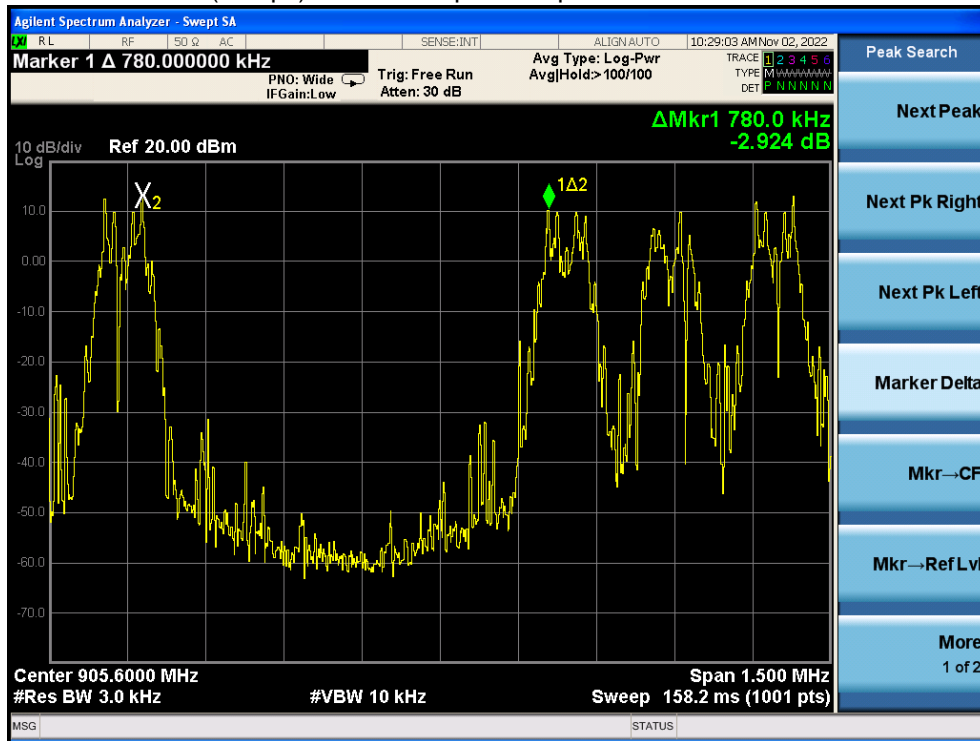 Agilent Spectrum Analyzer - Swept SA
LXI RL RF 50 Ω AC SENSE:INT ALIGN AUTO 10:29:03 AM Nov 02, 2022
Marker 1 Δ 780.000000 kHz
PNO: Wide Trig: Free Run Avg Type: Log-Pwr TRACE 1 2 3 4 5 6
IFGain:Low Atten: 30 dB Avg|Hold:>100/100 TYPE M WWWWW
DET P N N N N N
ΔMkr1 780.0 kHz
-2.924 dB
10 dB/div Ref 20.00 dBm
Log
X2
1Δ2
10.0
0.00
-10.0
-20.0
-30.0
-40.0
-50.0
-60.0
-70.0
Center 905.6000 MHz Span 1.500 MHz
#Res BW 3.0 kHz #VBW 10 kHz Sweep 158.2 ms (1001 pts)
MSG STATUS
Peak Search
Next Peak
Next Pk Right
Next Pk Left
Marker Delta
Mkr→CF
Mkr→Ref Lvl
More
1 of 2